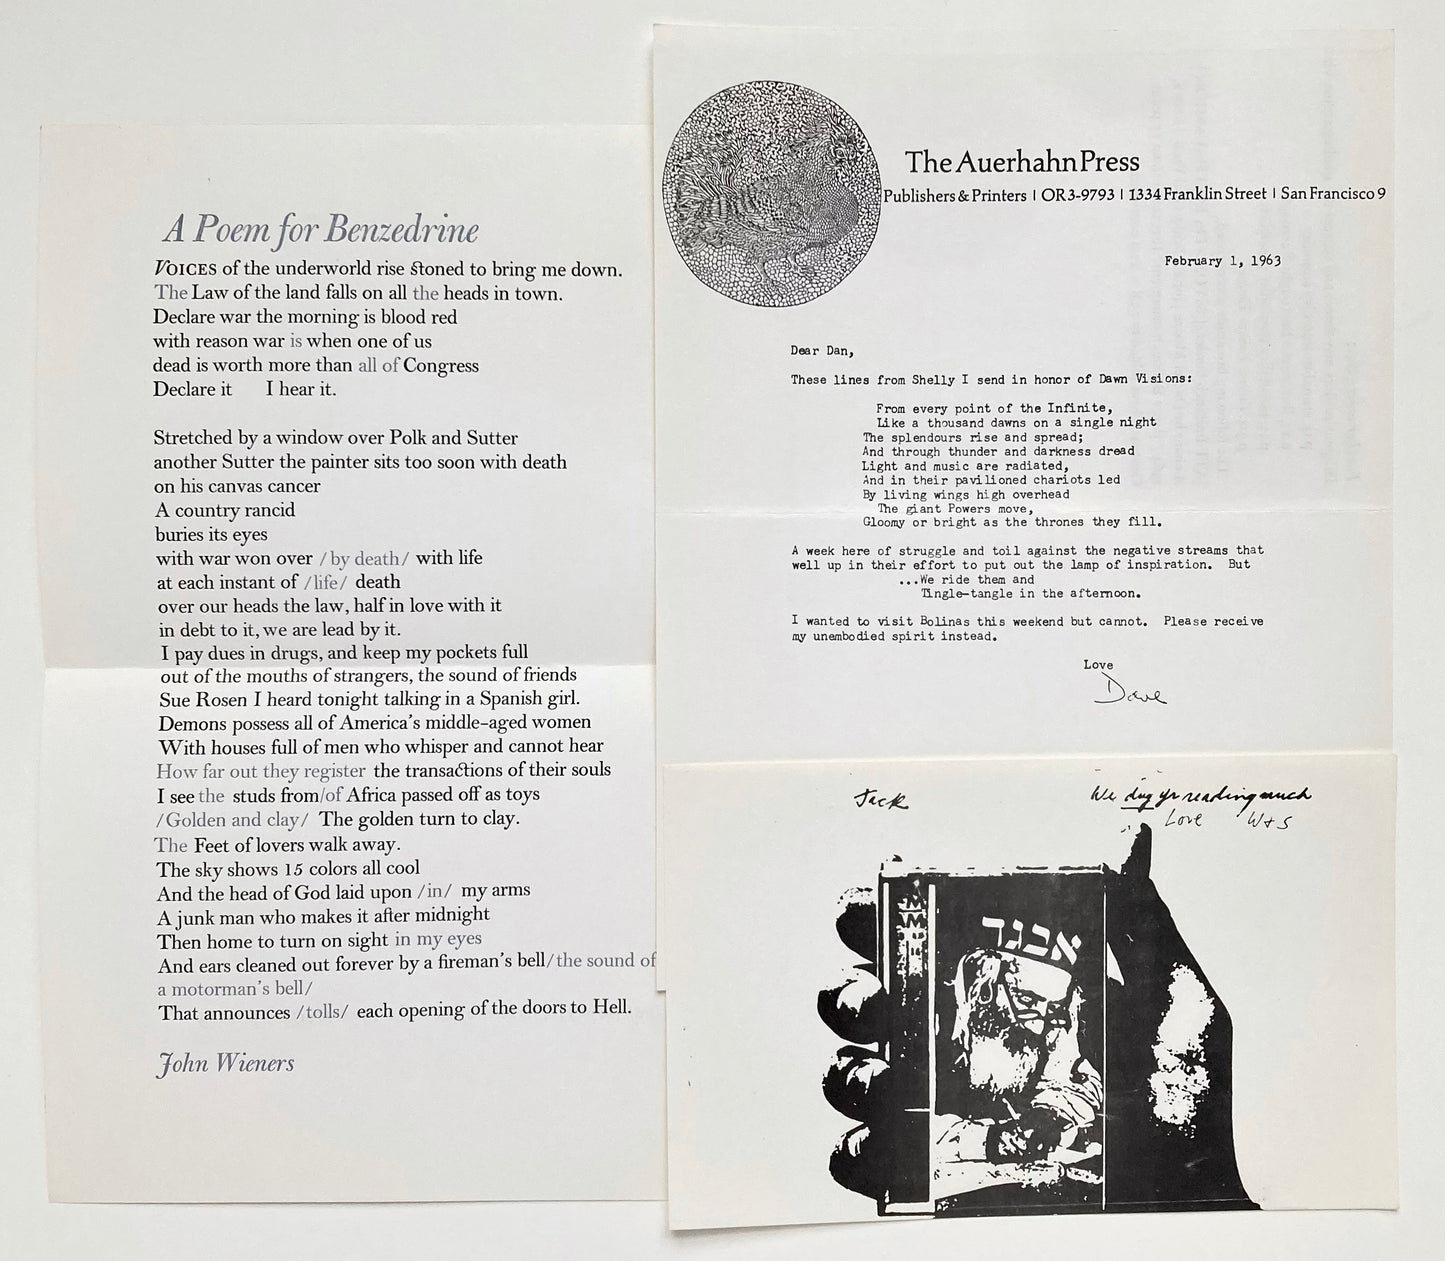 A Poem for Benzedrine
VOICES of the underworld rise stoned to bring me down.
The Law of the land falls on all the heads in town.
Declare war the morning is blood red
with reason war is when one of us
dead is worth more than all of Congress
Declare it I hear it.
Stretched by a window over Polk and Sutter
another Sutter the painter sits too soon with death
on his canvas cancer
A country rancid
buries its eyes
with war won over /by death/ with life
at each instant of /life/ death
over our heads the law, half in love with it
in debt to it, we are lead by it.
I pay dues in drugs, and keep my pockets full
out of the mouths of strangers, the sound of friends
Sue Rosen I heard tonight talking in a Spanish girl.
Demons possess all of America's middle-aged women
With houses full of men who whisper and cannot hear
How far out they register the transactions of their souls
I see the studs from/of Africa passed off as toys
/Golden and clay/ The golden turn to clay.
The Feet of lovers walk away.
The sky shows 15 colors all cool
And the head of God laid upon /in/ my arms
A junk man who makes it after midnight
Then home to turn on sight in my eyes
And ears cleaned out forever by a fireman's bell/the sound of
a motorman's bell/
That announces /tolls/ each opening of the doors to Hell.
John Wieners
The Auerhahn Press
Publishers & Printers | OR 3-9793 | 1334 Franklin Street | San Francisco 9
February 1, 1963
Dear Dan,
These lines from Shelly I send in honor of Dawn Visions:
From every point of the Infinite,
Like a thousand dawns on a single night
The splendours rise and spread;
And through thunder and darkness dread
Light and music are radiated,
And in their pavilioned chariots led
By living wings high overhead
The giant Powers move,
Gloomy or bright as the thrones they fill.
A week here of struggle and toil against the negative streams that
well up in their effort to put out the lamp of inspiration. But
...We ride them and
Tingle-tangle in the afternoon.
I wanted to visit Bolinas this weekend but cannot. Please receive
my unembodied spirit instead.
Love
Dave
Jack
We dug yr reading much
Love W+S
אבגד